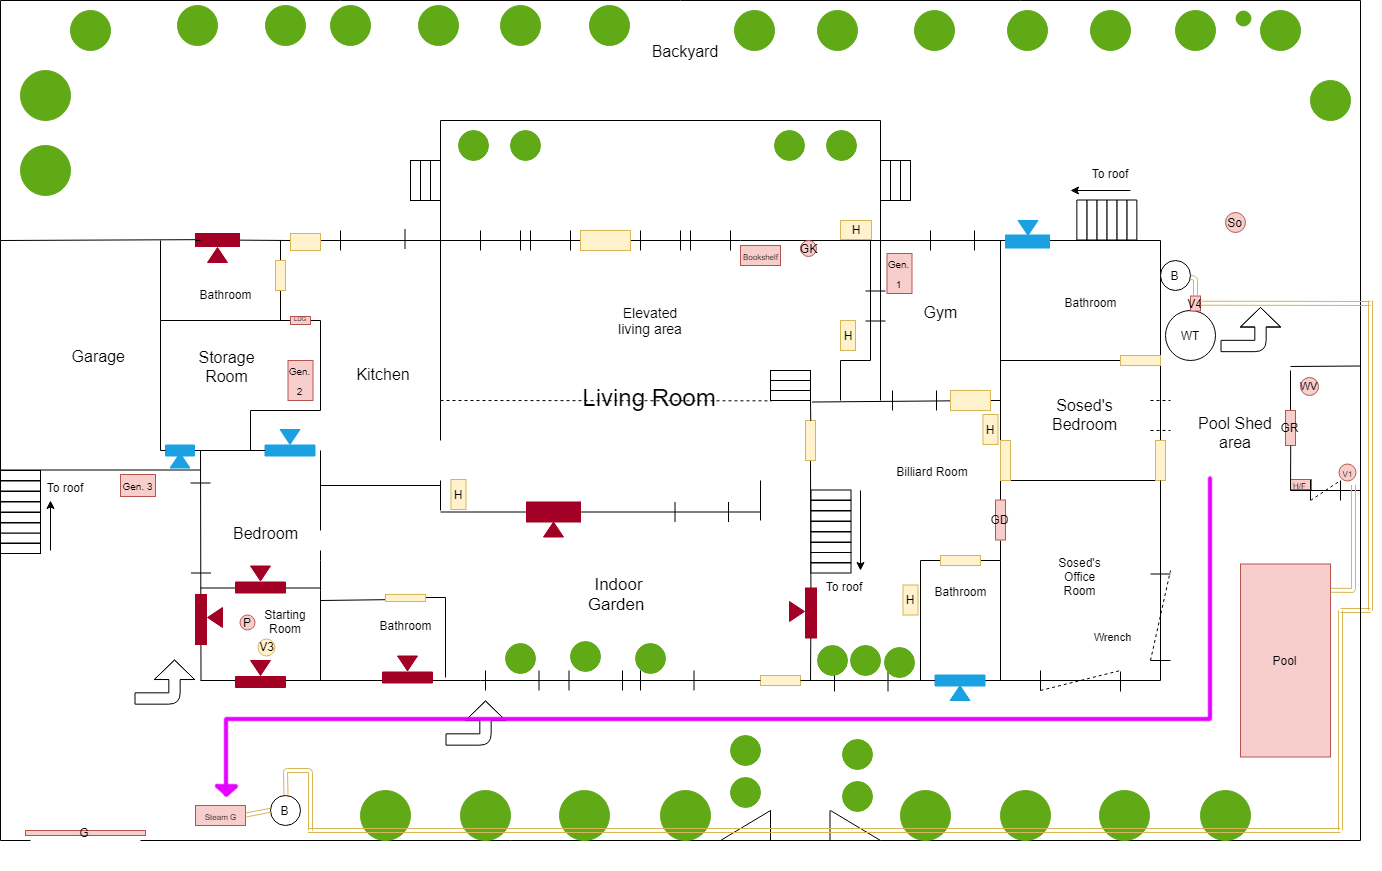 Backyard
To roof
So
H
GK
Bookshelf
Gen.
1
B
Bathroom
Bathroom
V4
Elevated
living area
Gym
LDG
H
WT
Garage
Storage
Room
Kitchen
Gen.
2
WV
Living Room
Sosed's
Bedroom
Pool Shed
area
GR
H
Billiard Room
V1
To roof
Gen. 3
H
H/F
GD
Bedroom
Sosed's
Office
Room
Indoor
Garden
To roof
Bathroom
H
P
Starting
Room
Bathroom
Wrench
V3
Pool
Steam G
B
G